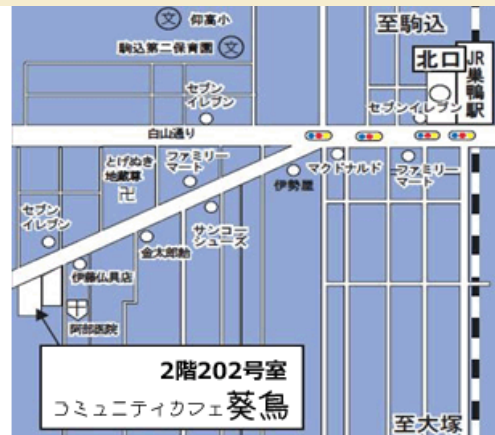 仰高小
至駒込
駒込第二保育園
北口
JR
巣鴨駅
セブン
イレブン
セブンイレブン
白山通り
とげぬき
地蔵尊
ファミリー
マート
マクドナルド
ファミリー
マート
伊勢屋
セブン
イレブン
サンコー
シューズ
金太郎飴
伊藤仏具店
阿部医院
2階202号室
コミュニティカフェ葵鳥
至大塚